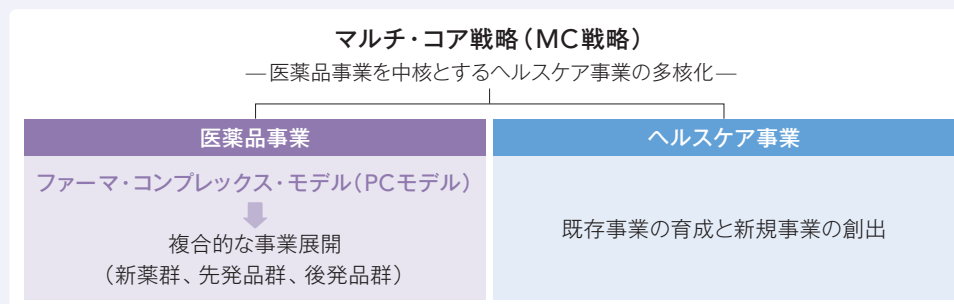 マルチ・コア戦略（MC戦略）
―医薬品事業を中核とするヘルスケア事業の多核化―
医薬品事業
ファーマ・コンプレックス・モデル（PCモデル）
複合的な事業展開
（新薬群、先発品群、後発品群）
ヘルスケア事業
既存事業の育成と新規事業の創出